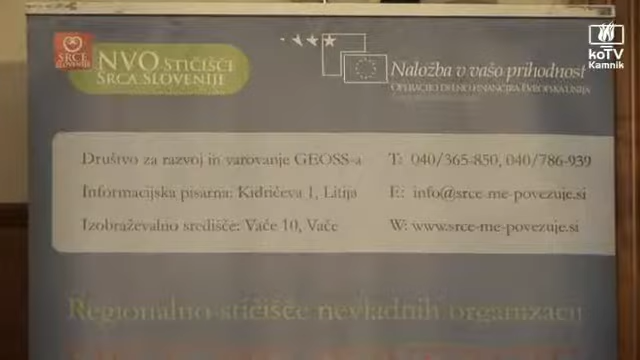 koTV
Kamnik
SRCE
SLOVENIJE
NVO STIČIŠČE
SRCA SLOVENIJE
Naložba v vašo prihodnost
OPERACIJO DELNO FINANCIRA EVROPSKA UNIJA
Društvo za razvoj in varovanje GEOSS-a
Informacijska pisarna: Kidričeva 1, Litija
Izobraževalno središče: Vače 10, Vače
T: 040/365-850, 040/786-939
E: info@srce-me-povezuje.si
W: www.srce-me-povezuje.si
Regionalno stičišče nevladnih organizacij